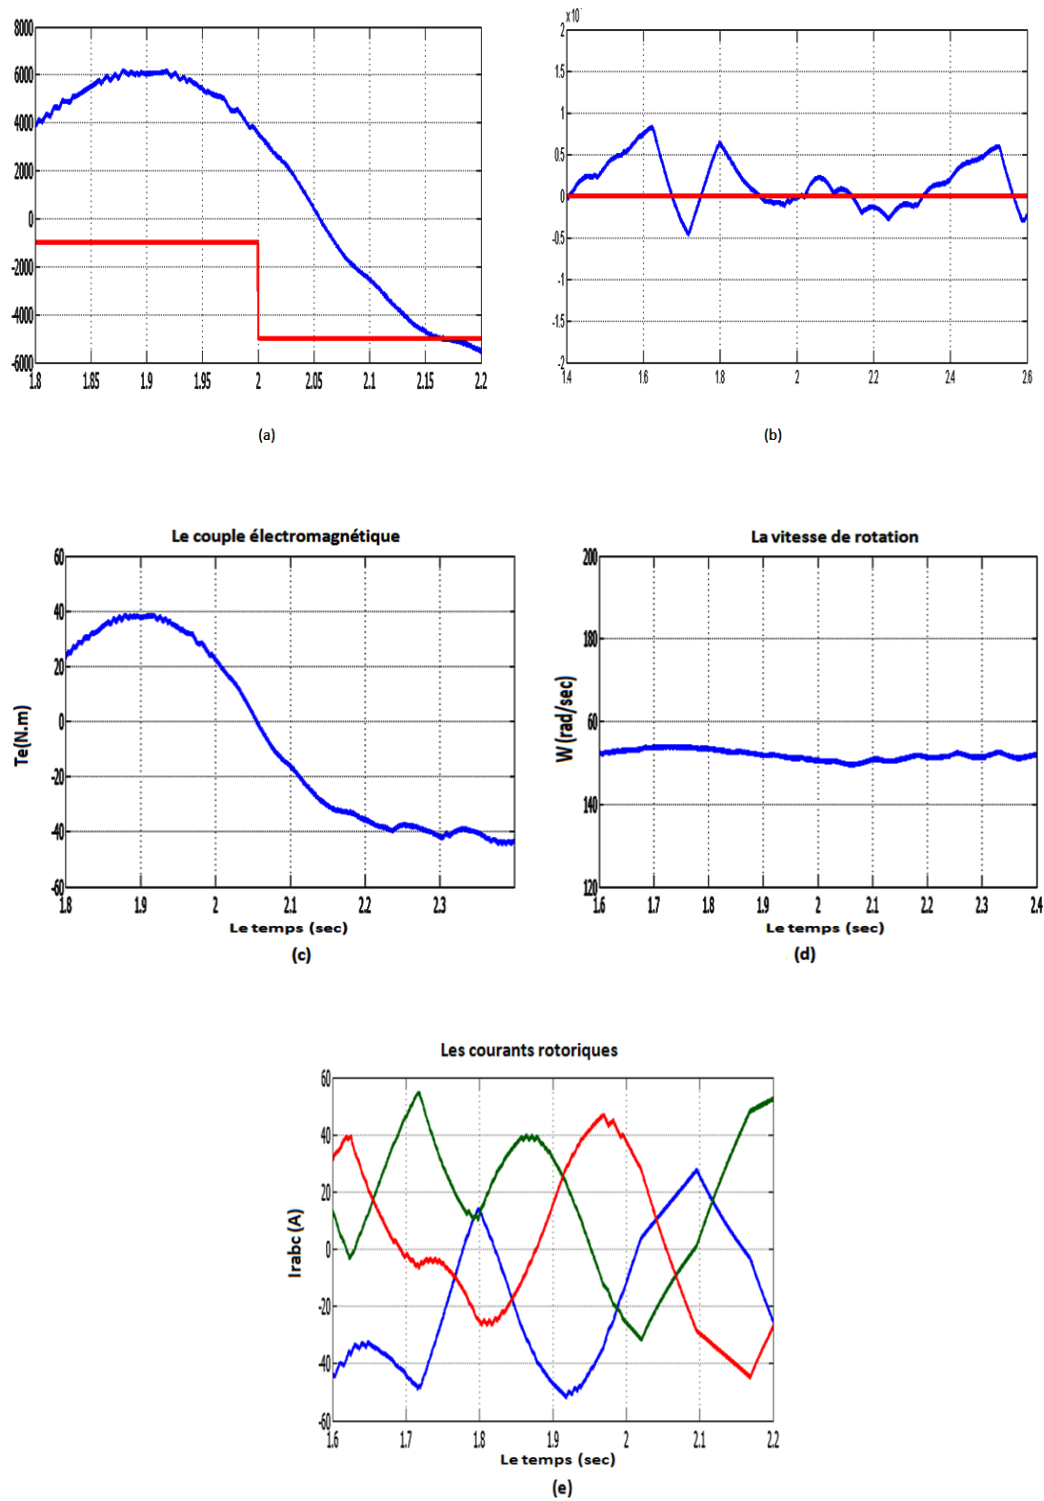 8000
6000
4000
2000
0
-2000
-4000
-6000
1.8 1.85 1.9 1.95 2 2.05 2.1 2.15 2.2
(a)
x10
2
1.5
1
0.5
0
-0.5
-1
-1.5
-2
1.4 1.6 1.8 2 2.2 2.4 2.6
(b)
Le couple électromagnétique
Te(N.m)
60
40
20
0
-20
-40
-60
1.8 1.9 2 2.1 2.2 2.3
Le temps (sec)
(c)
La vitesse de rotation
W (rad/sec)
200
180
60
140
120
1.6 1.7 1.8 1.9 2 2.1 2.2 2.3 2.4
Le temps (sec)
(d)
Les courants rotoriques
Irabc (A)
60
40
20
0
-20
-40
-60
1.6 1.7 1.8 1.9 2 2.1 2.2
Le temps (sec)
(e)